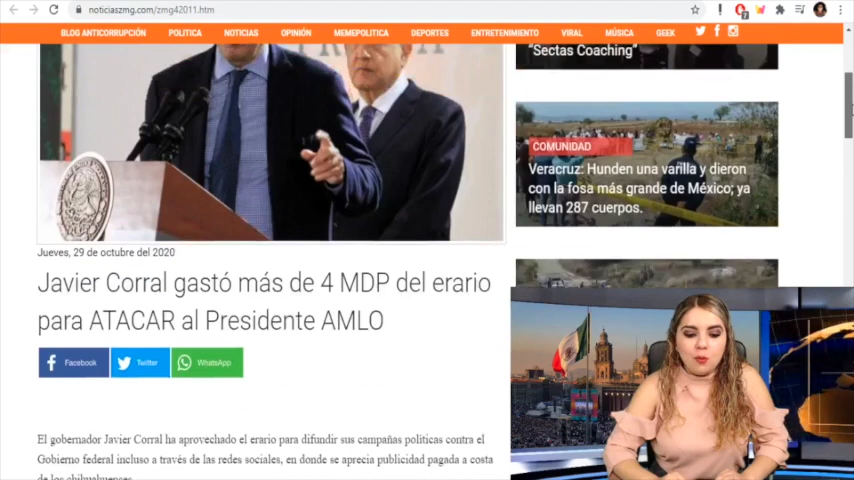 noticiaszmg.com/zmg42011.htm
7
BLOG ANTICORRUPCIÓN POLITICA NOTICIAS OPINIÓN MEMEPOLITICA DEPORTES ENTRETENIMIENTO VIRAL MÚSICA GEEK
"Sectas Coaching"
COMUNIDAD
Veracruz: Hunden una varilla y dieron
con la fosa más grande de México; ya
llevan 287 cuerpos.
Jueves, 29 de octubre del 2020
Javier Corral gastó más de 4 MDP del erario
para ATACAR al Presidente AMLO
Facebook Twitter WhatsApp
El gobernador Javier Corral ha aprovechado el erario para difundir sus campañas políticas contra el
Gobierno federal incluso a través de las redes sociales, en donde se aprecia publicidad pagada a costa
de los chihuahuenses